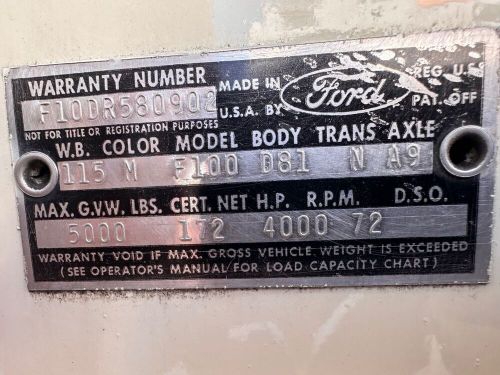 WARRANTY NUMBER MADE IN Ford REG. U.S.
F10DR580902 U.S.A. BY PAT. OFF
NOT FOR TITLE OR REGISTRATION PURPOSES
W.B. COLOR MODEL BODY TRANS AXLE
115 M F100 D81 N A9
MAX. G.V.W. LBS. CERT. NET H.P. R.P.M. D.S.O.
5000 172 4000 72
WARRANTY VOID IF MAX. GROSS VEHICLE WEIGHT IS EXCEEDED
(SEE OPERATOR'S MANUAL/FOR LOAD CAPACITY CHART)